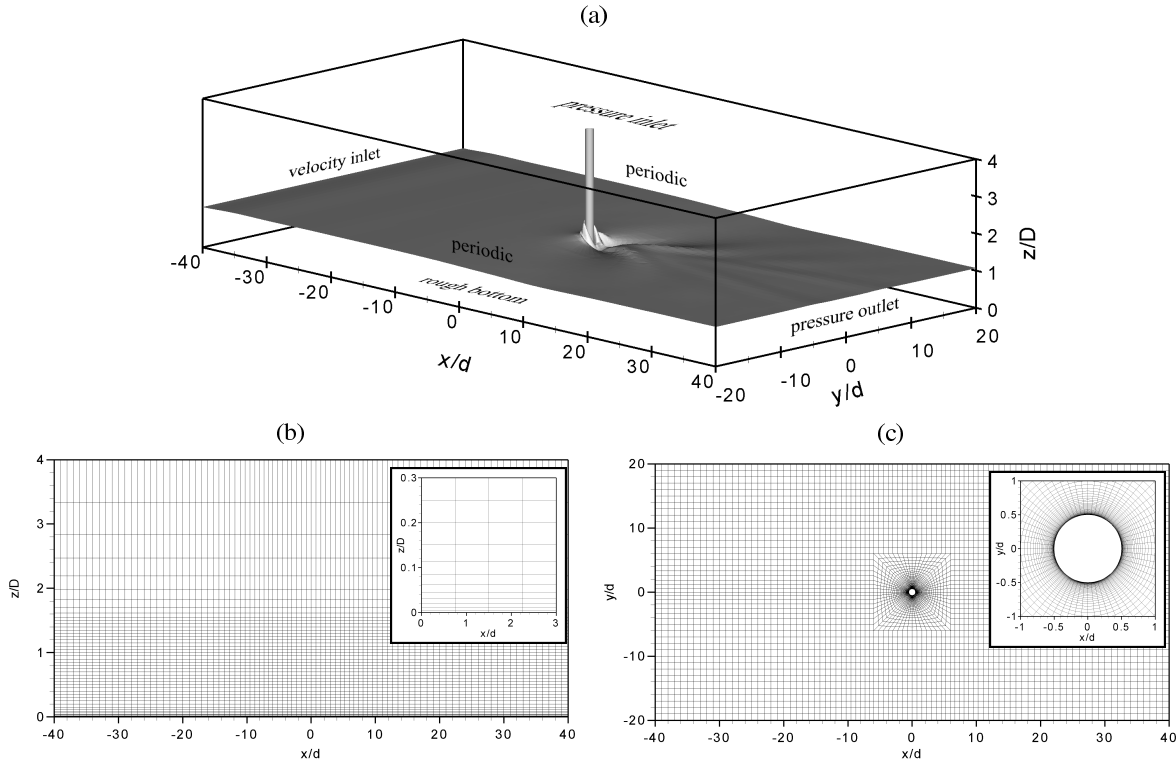 (a)
pressure inlet
velocity inlet
periodic
periodic
rough bottom
pressure outlet
4
3
2
1
0
z/D
-40
-30
-20
-10
0
10
20
30
40
x/d
-20
-10
0
10
20
y/d
(b)
4
3
2
1
0
z/D
-40 -30 -20 -10 0 10 20 30 40
x/d
0.3
0.2
0.1
0
z/D
0 1 2 3
x/d
(c)
20
10
0
-10
-20
y/d
-40 -30 -20 -10 0 10 20 30 40
x/d
1
0.5
0
-0.5
-1
y/d
-1 -0.5 0 0.5 1
x/d